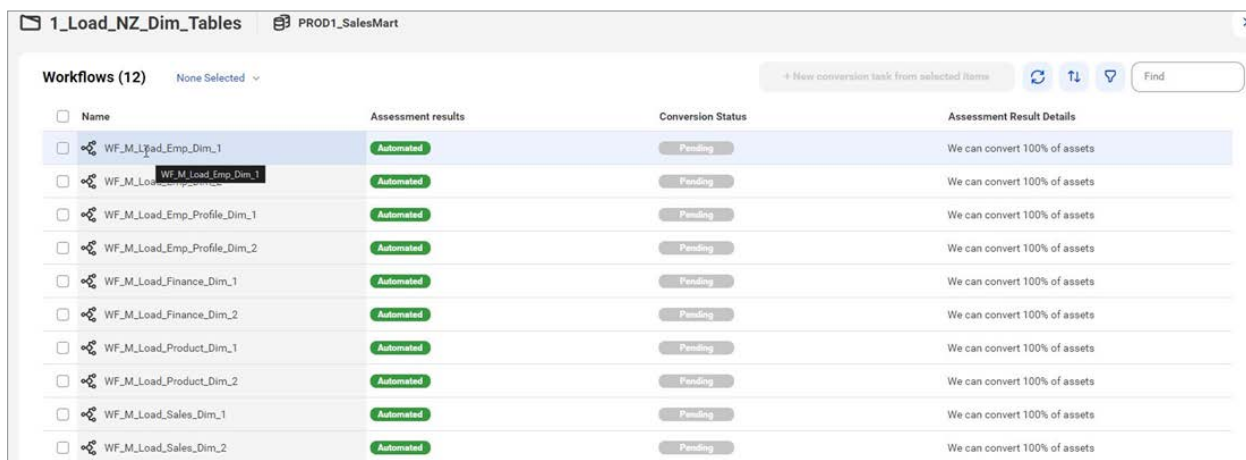 1_Load_NZ_Dim_Tables PROD1_SalesMart
Workflows (12) None Selected + New conversion task from selected items Find
Name Assessment results Conversion Status Assessment Result Details
WF_M_Load_Emp_Dim_1 Automated Pending We can convert 100% of assets
WF_M_Load_Emp_Dim_1
WF_M_Load_Emp_Dim_2 Automated Pending We can convert 100% of assets
WF_M_Load_Emp_Profile_Dim_1 Automated Pending We can convert 100% of assets
WF_M_Load_Emp_Profile_Dim_2 Automated Pending We can convert 100% of assets
WF_M_Load_Finance_Dim_1 Automated Pending We can convert 100% of assets
WF_M_Load_Finance_Dim_2 Automated Pending We can convert 100% of assets
WF_M_Load_Product_Dim_1 Automated Pending We can convert 100% of assets
WF_M_Load_Product_Dim_2 Automated Pending We can convert 100% of assets
WF_M_Load_Sales_Dim_1 Automated Pending We can convert 100% of assets
WF_M_Load_Sales_Dim_2 Automated Pending We can convert 100% of assets